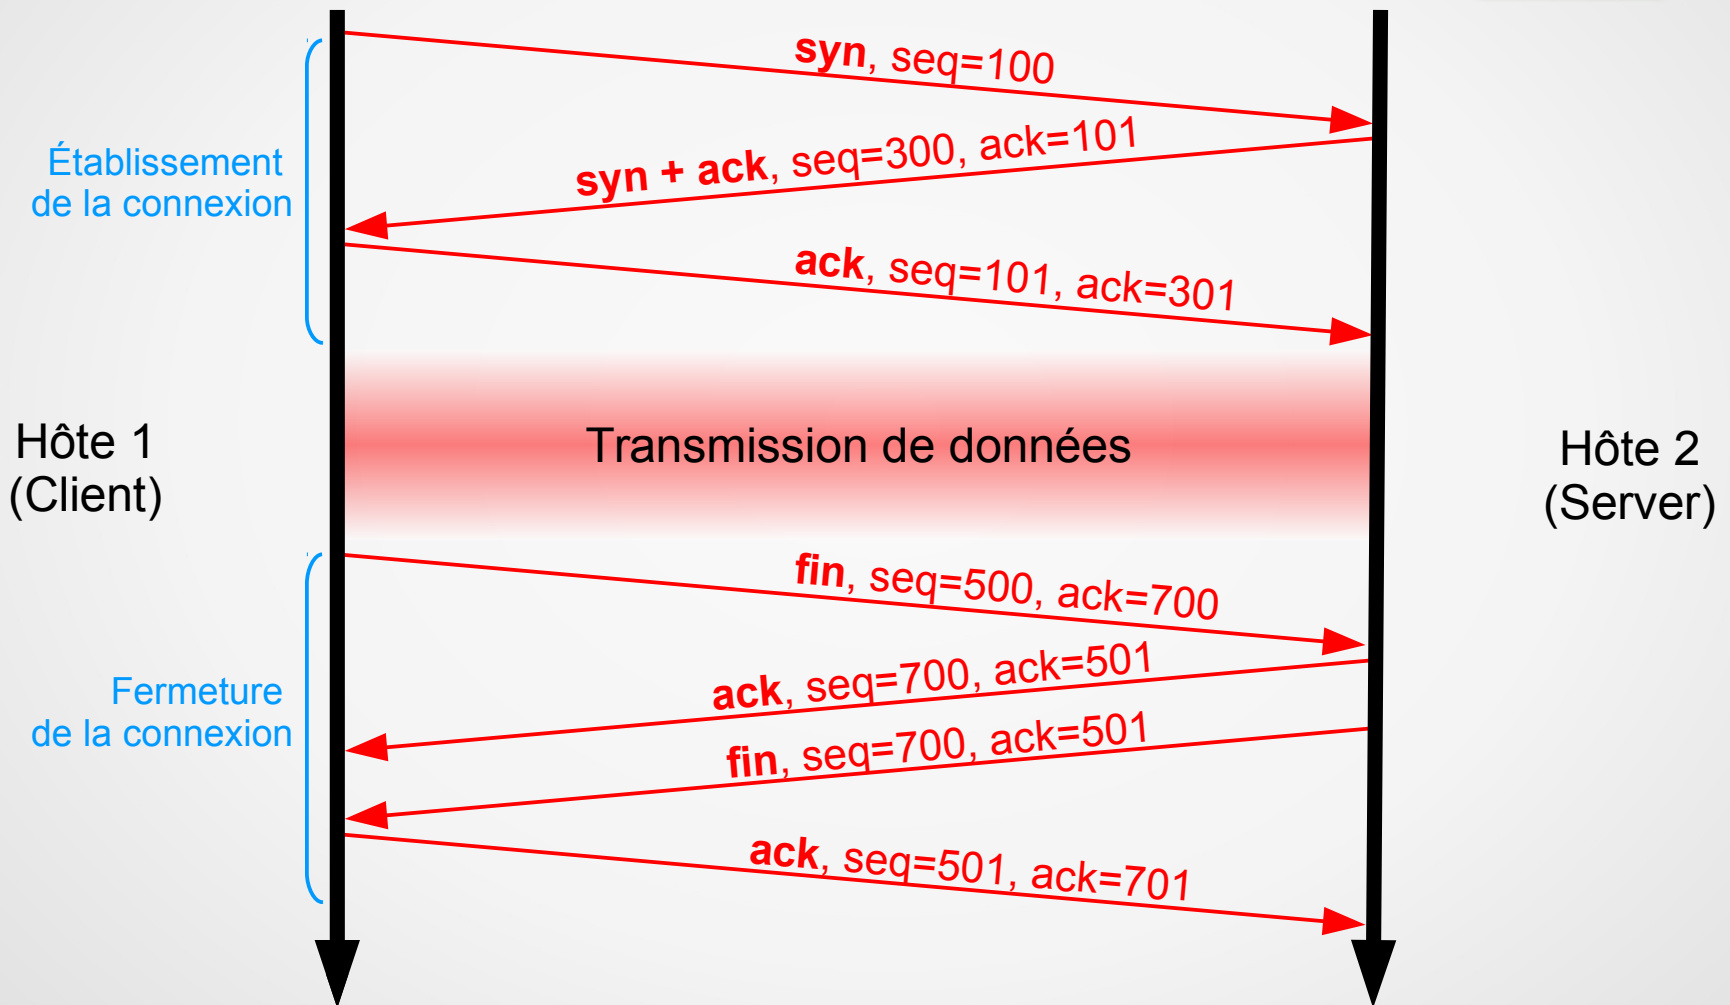 syn, seq=100
syn + ack, seq=300, ack=101
Établissement
de la connexion
ack, seq=101, ack=301
Hôte 1
(Client)
Transmission de données
Hôte 2
(Server)
fin, seq=500, ack=700
ack, seq=700, ack=501
Fermeture
de la connexion
fin, seq=700, ack=501
ack, seq=501, ack=701